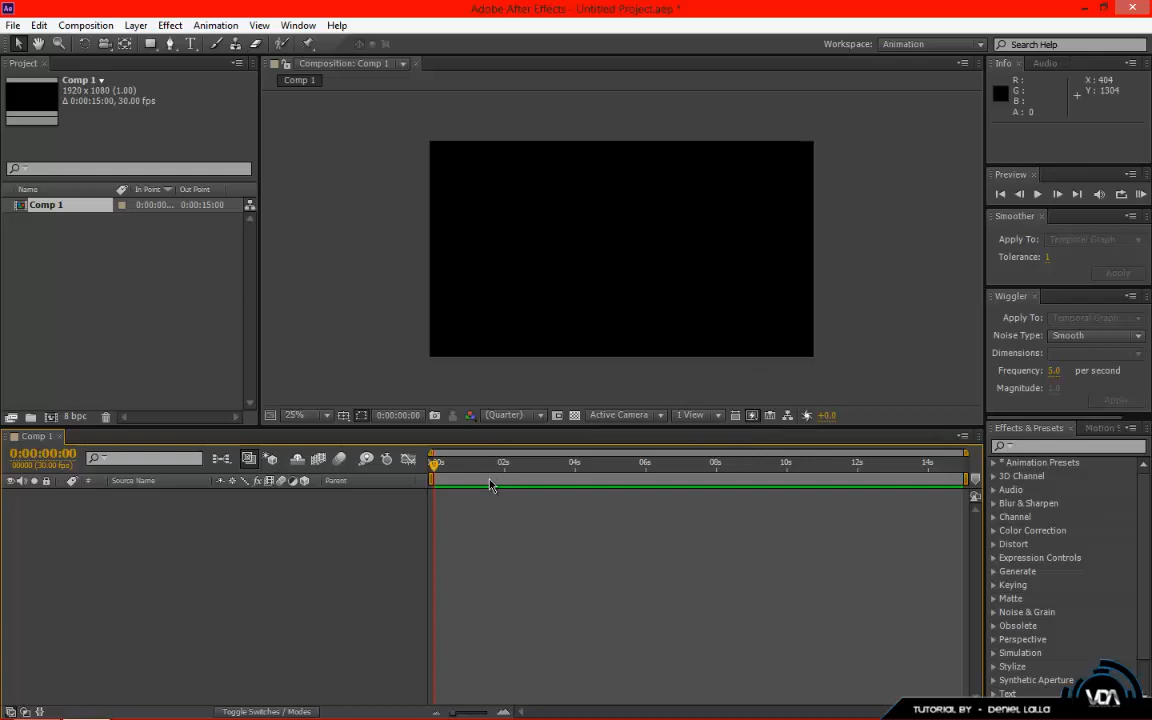 Ae Adobe After Effects - Untitled Project.aep *
File Edit Composition Layer Effect Animation View Window Help
Workspace: Animation Search Help
Project Composition: Comp 1 Info Audio
Comp 1
1920 x 1080 (1.00)
Δ 0:00:15:00, 30.00 fps
Comp 1
R :
G :
B :
A : 0
X : 404
Y : 1304
Preview
Name In Point Out Point
Comp 1 0:00:00... 0:00:15:00
Smoother
Apply To: Temporal Graph
Tolerance: 1
Apply
Wiggler
Apply To: Temporal Graph
Noise Type: Smooth
Dimensions:
Frequency: 5.0 per second
Magnitude: 1.0
Apply
8 bpc
25% 0:00:00:00 (Quarter) Active Camera 1 View +0.0
Effects & Presets Motion S
* Animation Presets
3D Channel
Audio
Blur & Sharpen
Channel
Color Correction
Distort
Expression Controls
Generate
Keying
Matte
Noise & Grain
Obsolete
Perspective
Simulation
Stylize
Synthetic Aperture
Text
Comp 1
0:00:00:00
00000 (30.00 fps)
:00s 02s 04s 06s 08s 10s 12s 14s
# Source Name fx Parent
Toggle Switches / Modes
VDA
TUTORIAL BY - DENIEL LALLA